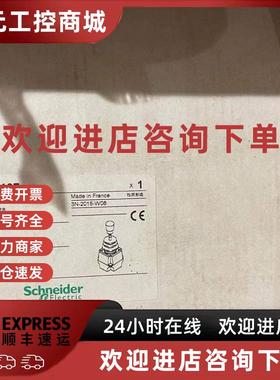 元工控商城
欢迎进店咨询下单
x 1
Made in France
3N-2015-W06
CE
Schneider
Electric
免费开票
号齐全
力商家
仓速发
EXPRESS
顺丰速运
24小时在线 欢迎进店
欢迎进店咨询下单